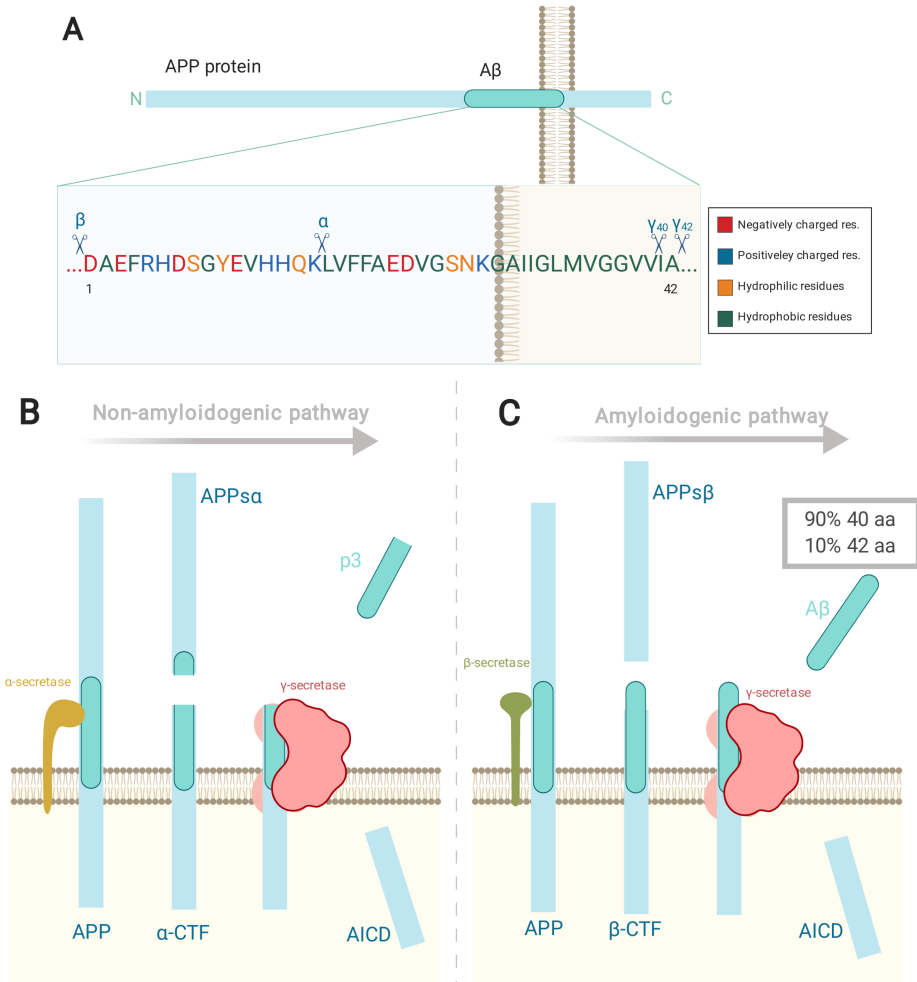 A
APP protein
Aβ
N
C
β
α
γ40 γ42
...DAEFRHDSGYEVHHQKLVFFAEDVGSNKGAIIGLMVGGVVIA...
1
42
Negatively charged res.
Positiveley charged res.
Hydrophilic residues
Hydrophobic residues
B
Non-amyloidogenic pathway
APPsα
p3
α-secretase
γ-secretase
APP
α-CTF
AICD
C
Amyloidogenic pathway
APPsβ
90% 40 aa
10% 42 aa
Aβ
β-secretase
γ-secretase
APP
β-CTF
AICD